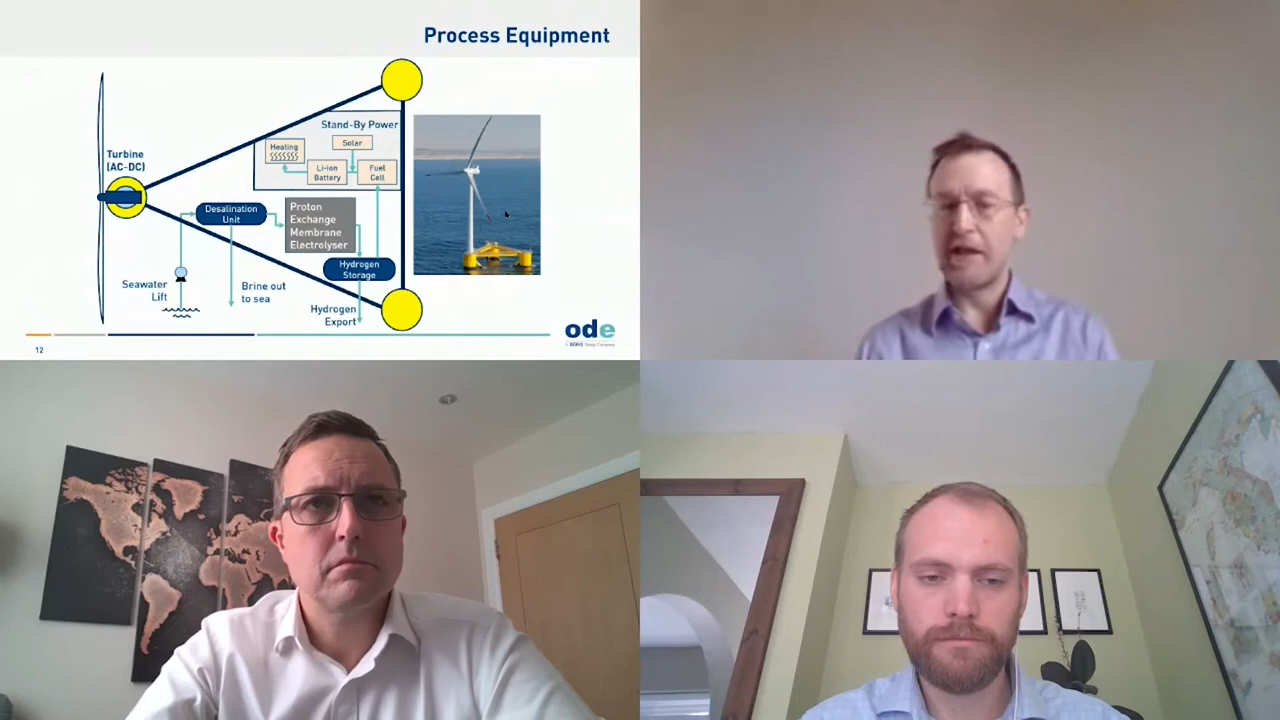 Process Equipment
Stand-By Power
Heating
Solar
Turbine
(AC-DC)
Li-ion
Battery
Fuel
Cell
Desalination
Unit
Proton
Exchange
Membrane
Electrolyser
Hydrogen
Storage
Seawater
Lift
Brine out
to sea
Hydrogen
Export
ode
12